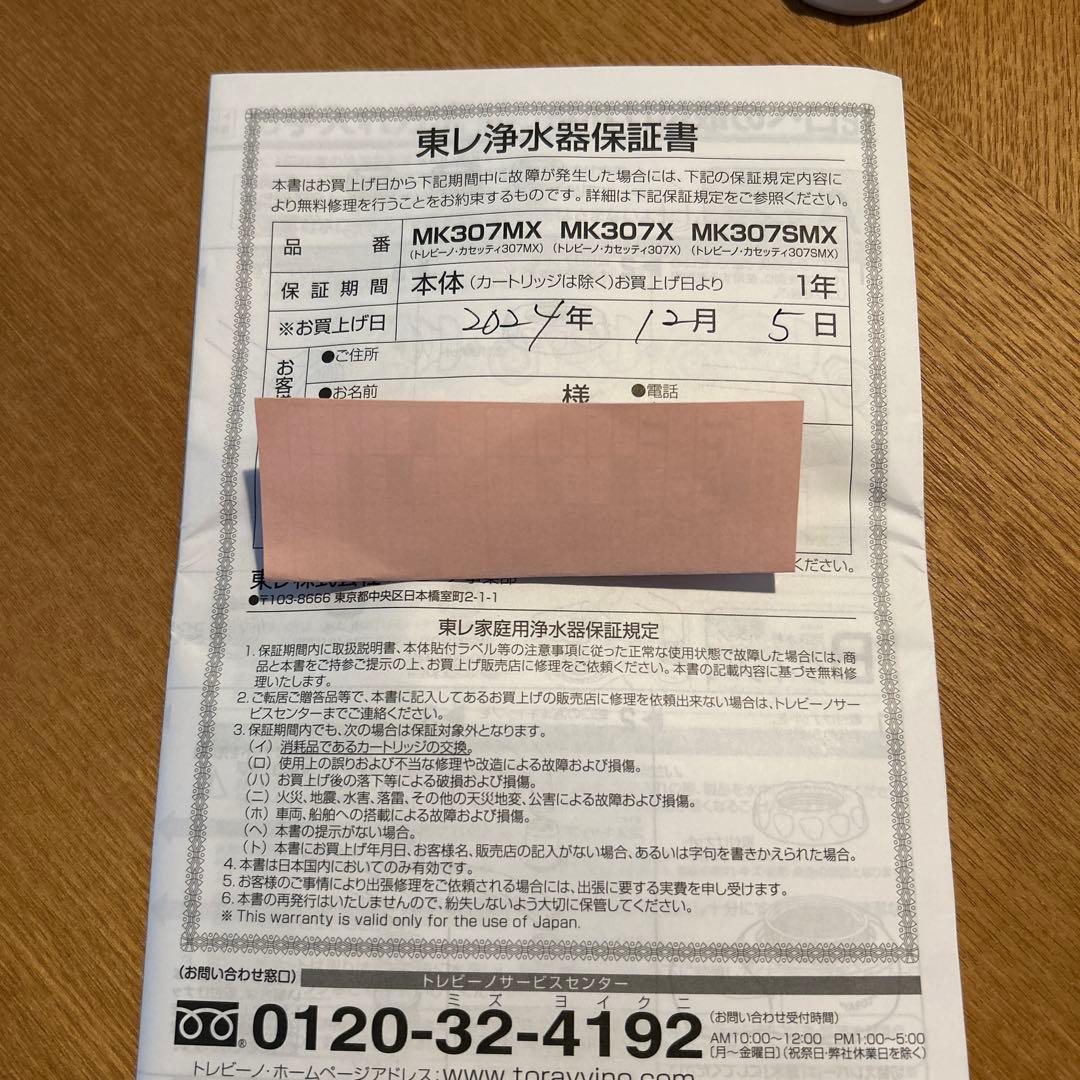 東レ浄水器保証書
本書はお買上げ日から下記期間中に故障が発生した場合には、下記の保証規定内容に
より無料修理を行うことをお約束するものです。詳細は下記保証規定をご参照ください。
品番 MK307MX MK307X MK307SMX
(トレビーノ・カセッティ307MX) (トレビーノ・カセッティ307X) (トレビーノ・カセッティ307SMX)
保証期間 本体(カートリッジは除く)お買上げ日より 1年
※お買上げ日 2024年 12月 5日
お客
●ご住所
●お名前 様 ●電話
ください。
東レ株式会社
●〒103-8666 東京都中央区日本橋室町2-1-1
東レ家庭用浄水器保証規定
1. 保証期間内に取扱説明書、本体貼付ラベル等の注意事項に従った正常な使用状態で故障した場合には、商
品と本書をご持参ご提示の上、お買上げ販売店に修理をご依頼ください。本書の記載内容に基づき無料修
理いたします。
2. ご転居ご贈答品等で、本書に記入してあるお買上げの販売店に修理を依頼出来ない場合は、トレビーノサー
ビスセンターまでご連絡ください。
3. 保証期間内でも、次の場合は保証対象外となります。
(イ) 消耗品であるカートリッジの交換。
(ロ) 使用上の誤りおよび不当な修理や改造による故障および損傷。
(ハ) お買上げ後の落下等による破損および損傷。
(ニ) 火災、地震、水害、落雷、その他の天災地変、公害による故障および損傷。
(ホ) 車両、船舶への搭載による故障および損傷。
(ヘ) 本書の提示がない場合。
(ト) 本書にお買上げ年月日、お客様名、販売店の記入がない場合、あるいは字句を書きかえられた場合。
4. 本書は日本国内においてのみ有効です。
5. お客様のご事情により出張修理をご依頼される場合には、出張に要する実費を申し受けます。
6. 本書の再発行はいたしませんので、紛失しないよう大切に保管してください。
※ This warranty is valid only for the use of Japan.
(お問い合わせ窓口) トレビーノサービスセンター
ミズ ヨイクニ
0120-32-4192
(お問い合わせ受付時間)
AM10:00~12:00 PM1:00~5:00
〔月~金曜日〕(祝祭日・弊社休業日を除く)
トレビーノ・ホームページアドレス:www.torayvino.com